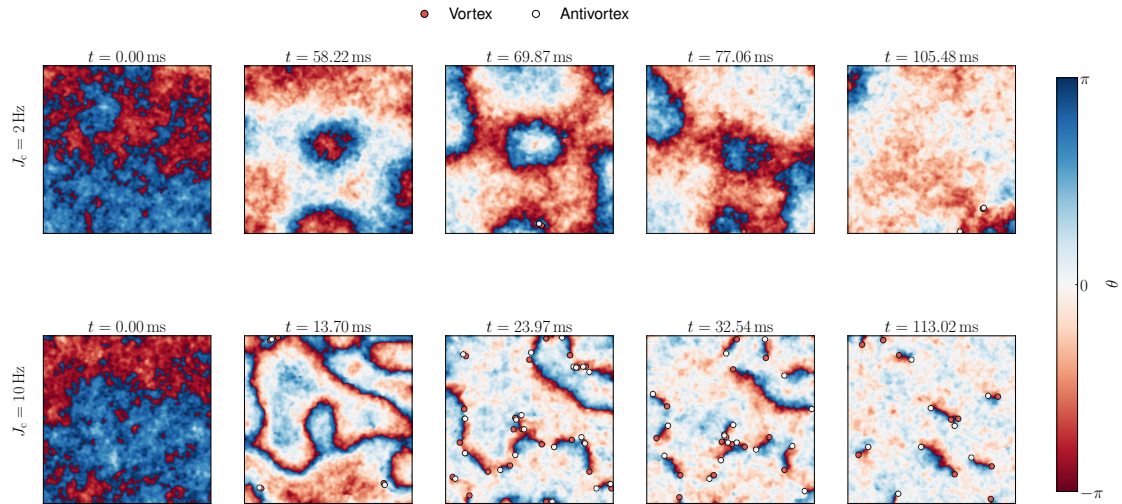 Vortex Antivortex
t = 0.00 ms t = 58.22 ms t = 69.87 ms t = 77.06 ms t = 105.48 ms
J_c = 2 Hz
π
0
θ
−π
t = 0.00 ms t = 13.70 ms t = 23.97 ms t = 32.54 ms t = 113.02 ms
J_c = 10 Hz